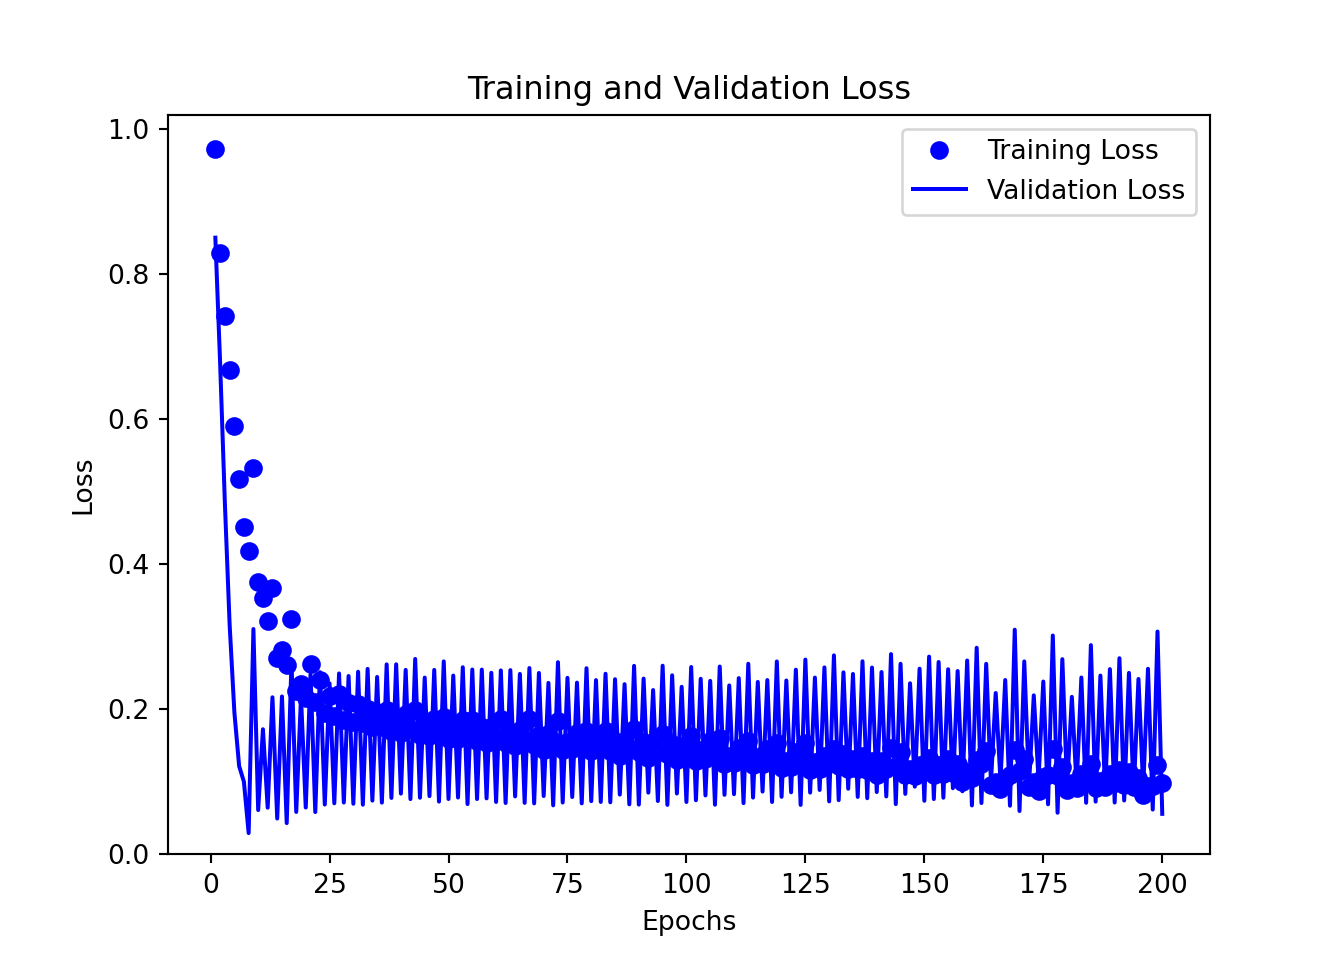 Training and Validation Loss
Training Loss
Validation Loss
Loss
1.0
0.8
0.6
0.4
0.2
0.0
0 25 50 75 100 125 150 175 200
Epochs